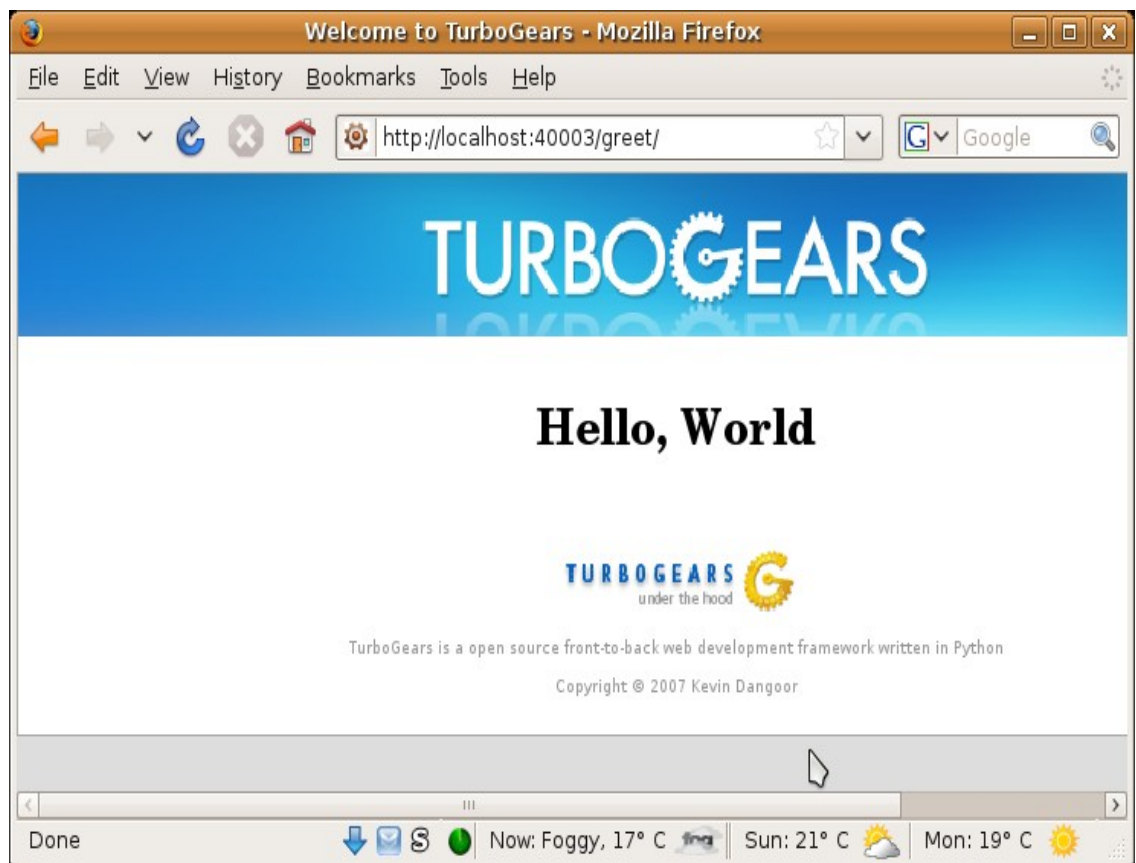 Welcome to TurboGears - Mozilla Firefox
File Edit View History Bookmarks Tools Help
http://localhost:40003/greet/ G Google
TURBOGEARS
Hello, World
TURBOGEARS
under the hood
TurboGears is a open source front-to-back web development framework written in Python
Copyright © 2007 Kevin Dangoor
Done S Now: Foggy, 17° C fog Sun: 21° C Mon: 19° C